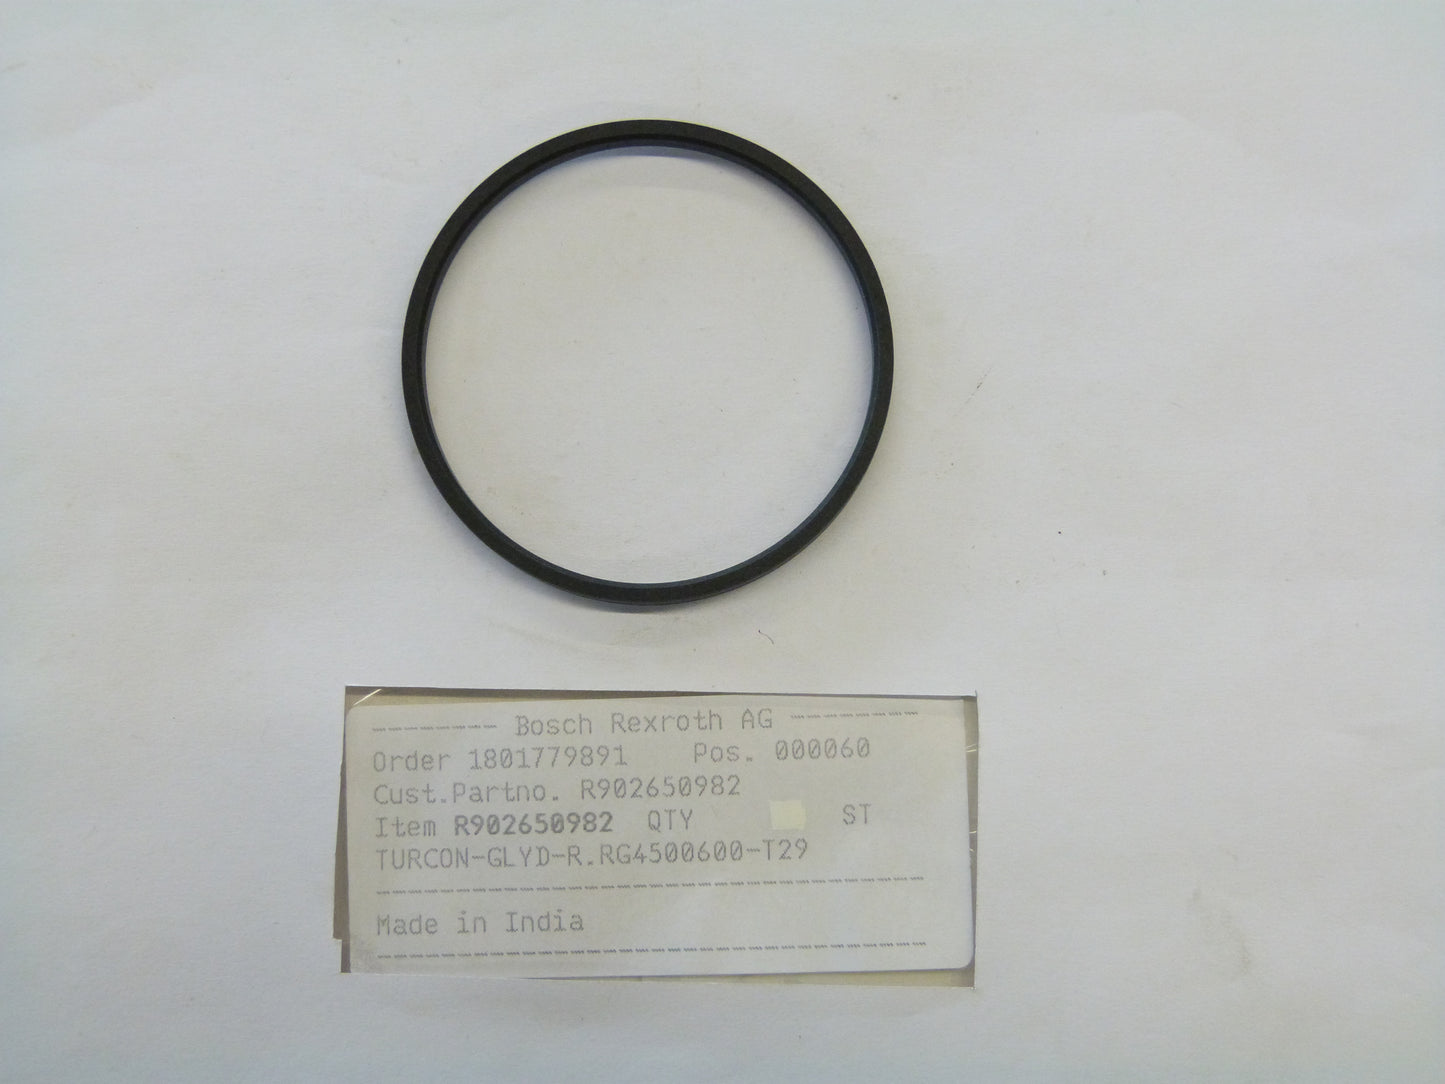 Bosch Rexroth AG
Order 1801779891 Pos. 000060
Cust.Partno. R902650982
Item R902650982 QTY ST
TURCON-GLYD-R.RG4500600-T29
Made in India